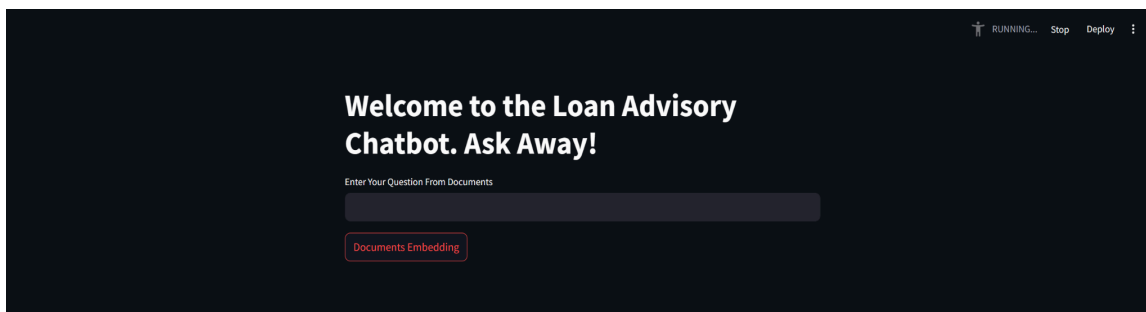 RUNNING... Stop Deploy
Welcome to the Loan Advisory
Chatbot. Ask Away!
Enter Your Question From Documents
Documents Embedding